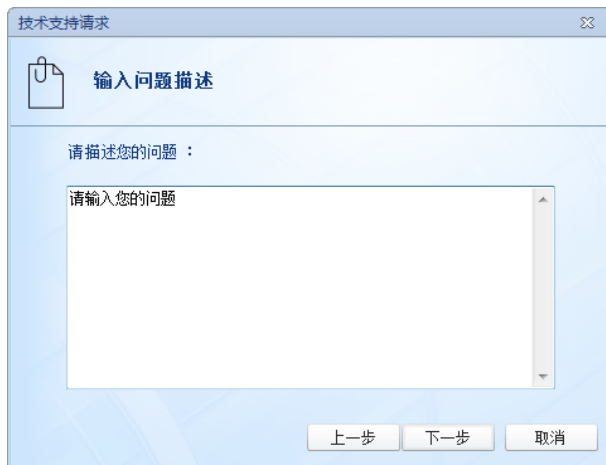 技术支持请求
输入问题描述
请描述您的问题 ：
请输入您的问题
上一步 下一步 取消